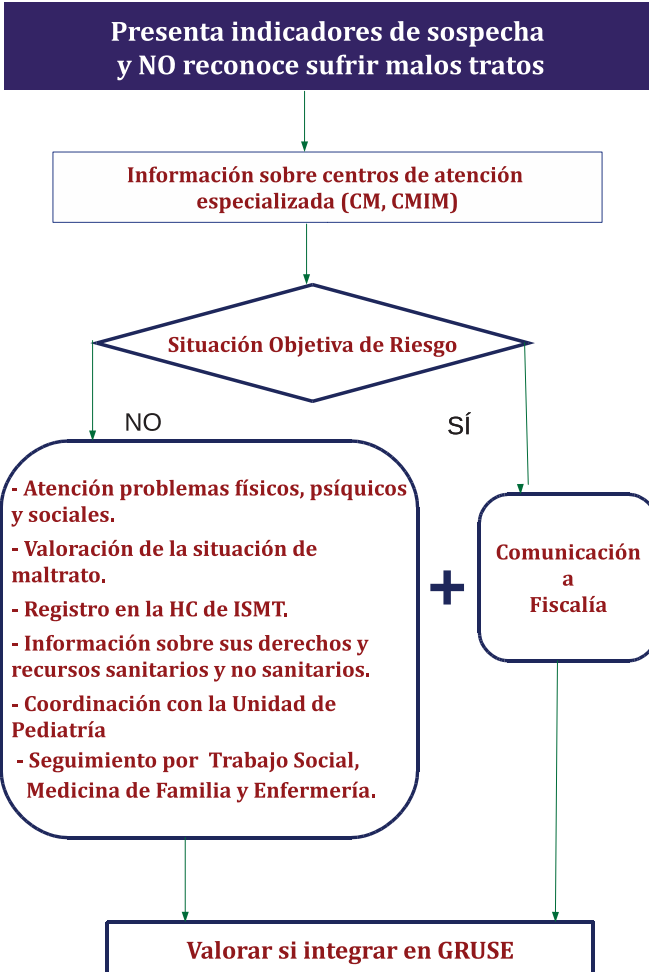 Presenta indicadores de sospecha
y NO reconoce sufrir malos tratos
Información sobre centros de atención
especializada (CM, CMIM)
Situación Objetiva de Riesgo
NO
SÍ
- Atención problemas físicos, psíquicos
y sociales.
- Valoración de la situación de
maltrato.
- Registro en la HC de ISMT.
- Información sobre sus derechos y
recursos sanitarios y no sanitarios.
- Coordinación con la Unidad de
Pediatría
- Seguimiento por Trabajo Social,
Medicina de Familia y Enfermería.
+
Comunicación
a
Fiscalía
Valorar si integrar en GRUSE